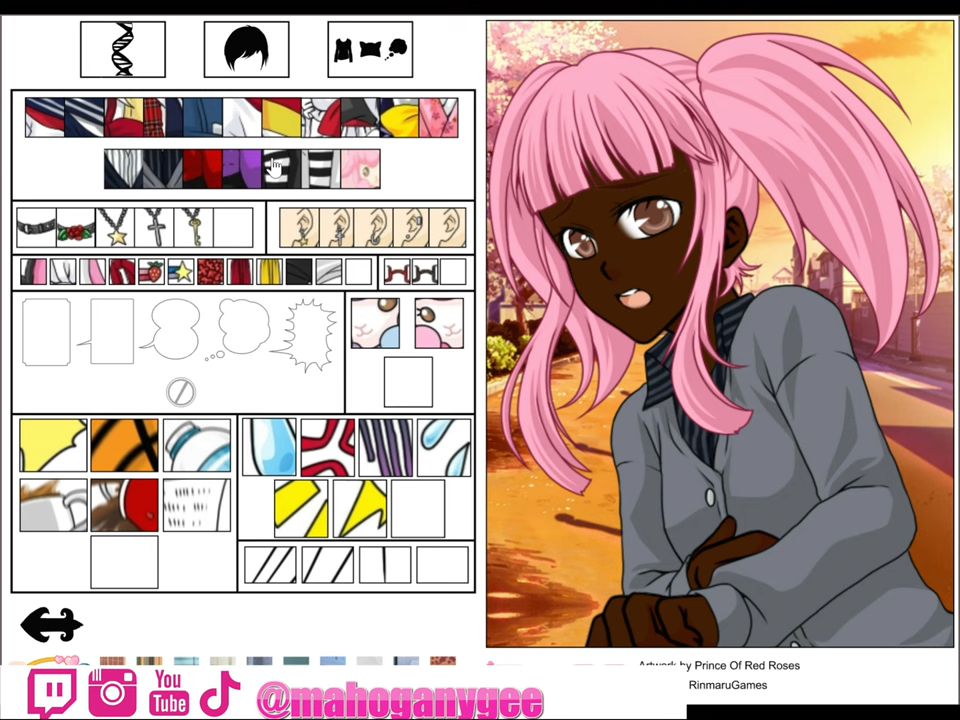 Artwork by Prince Of Red Roses
RinmaruGames
You
Tube
@mahoganygee